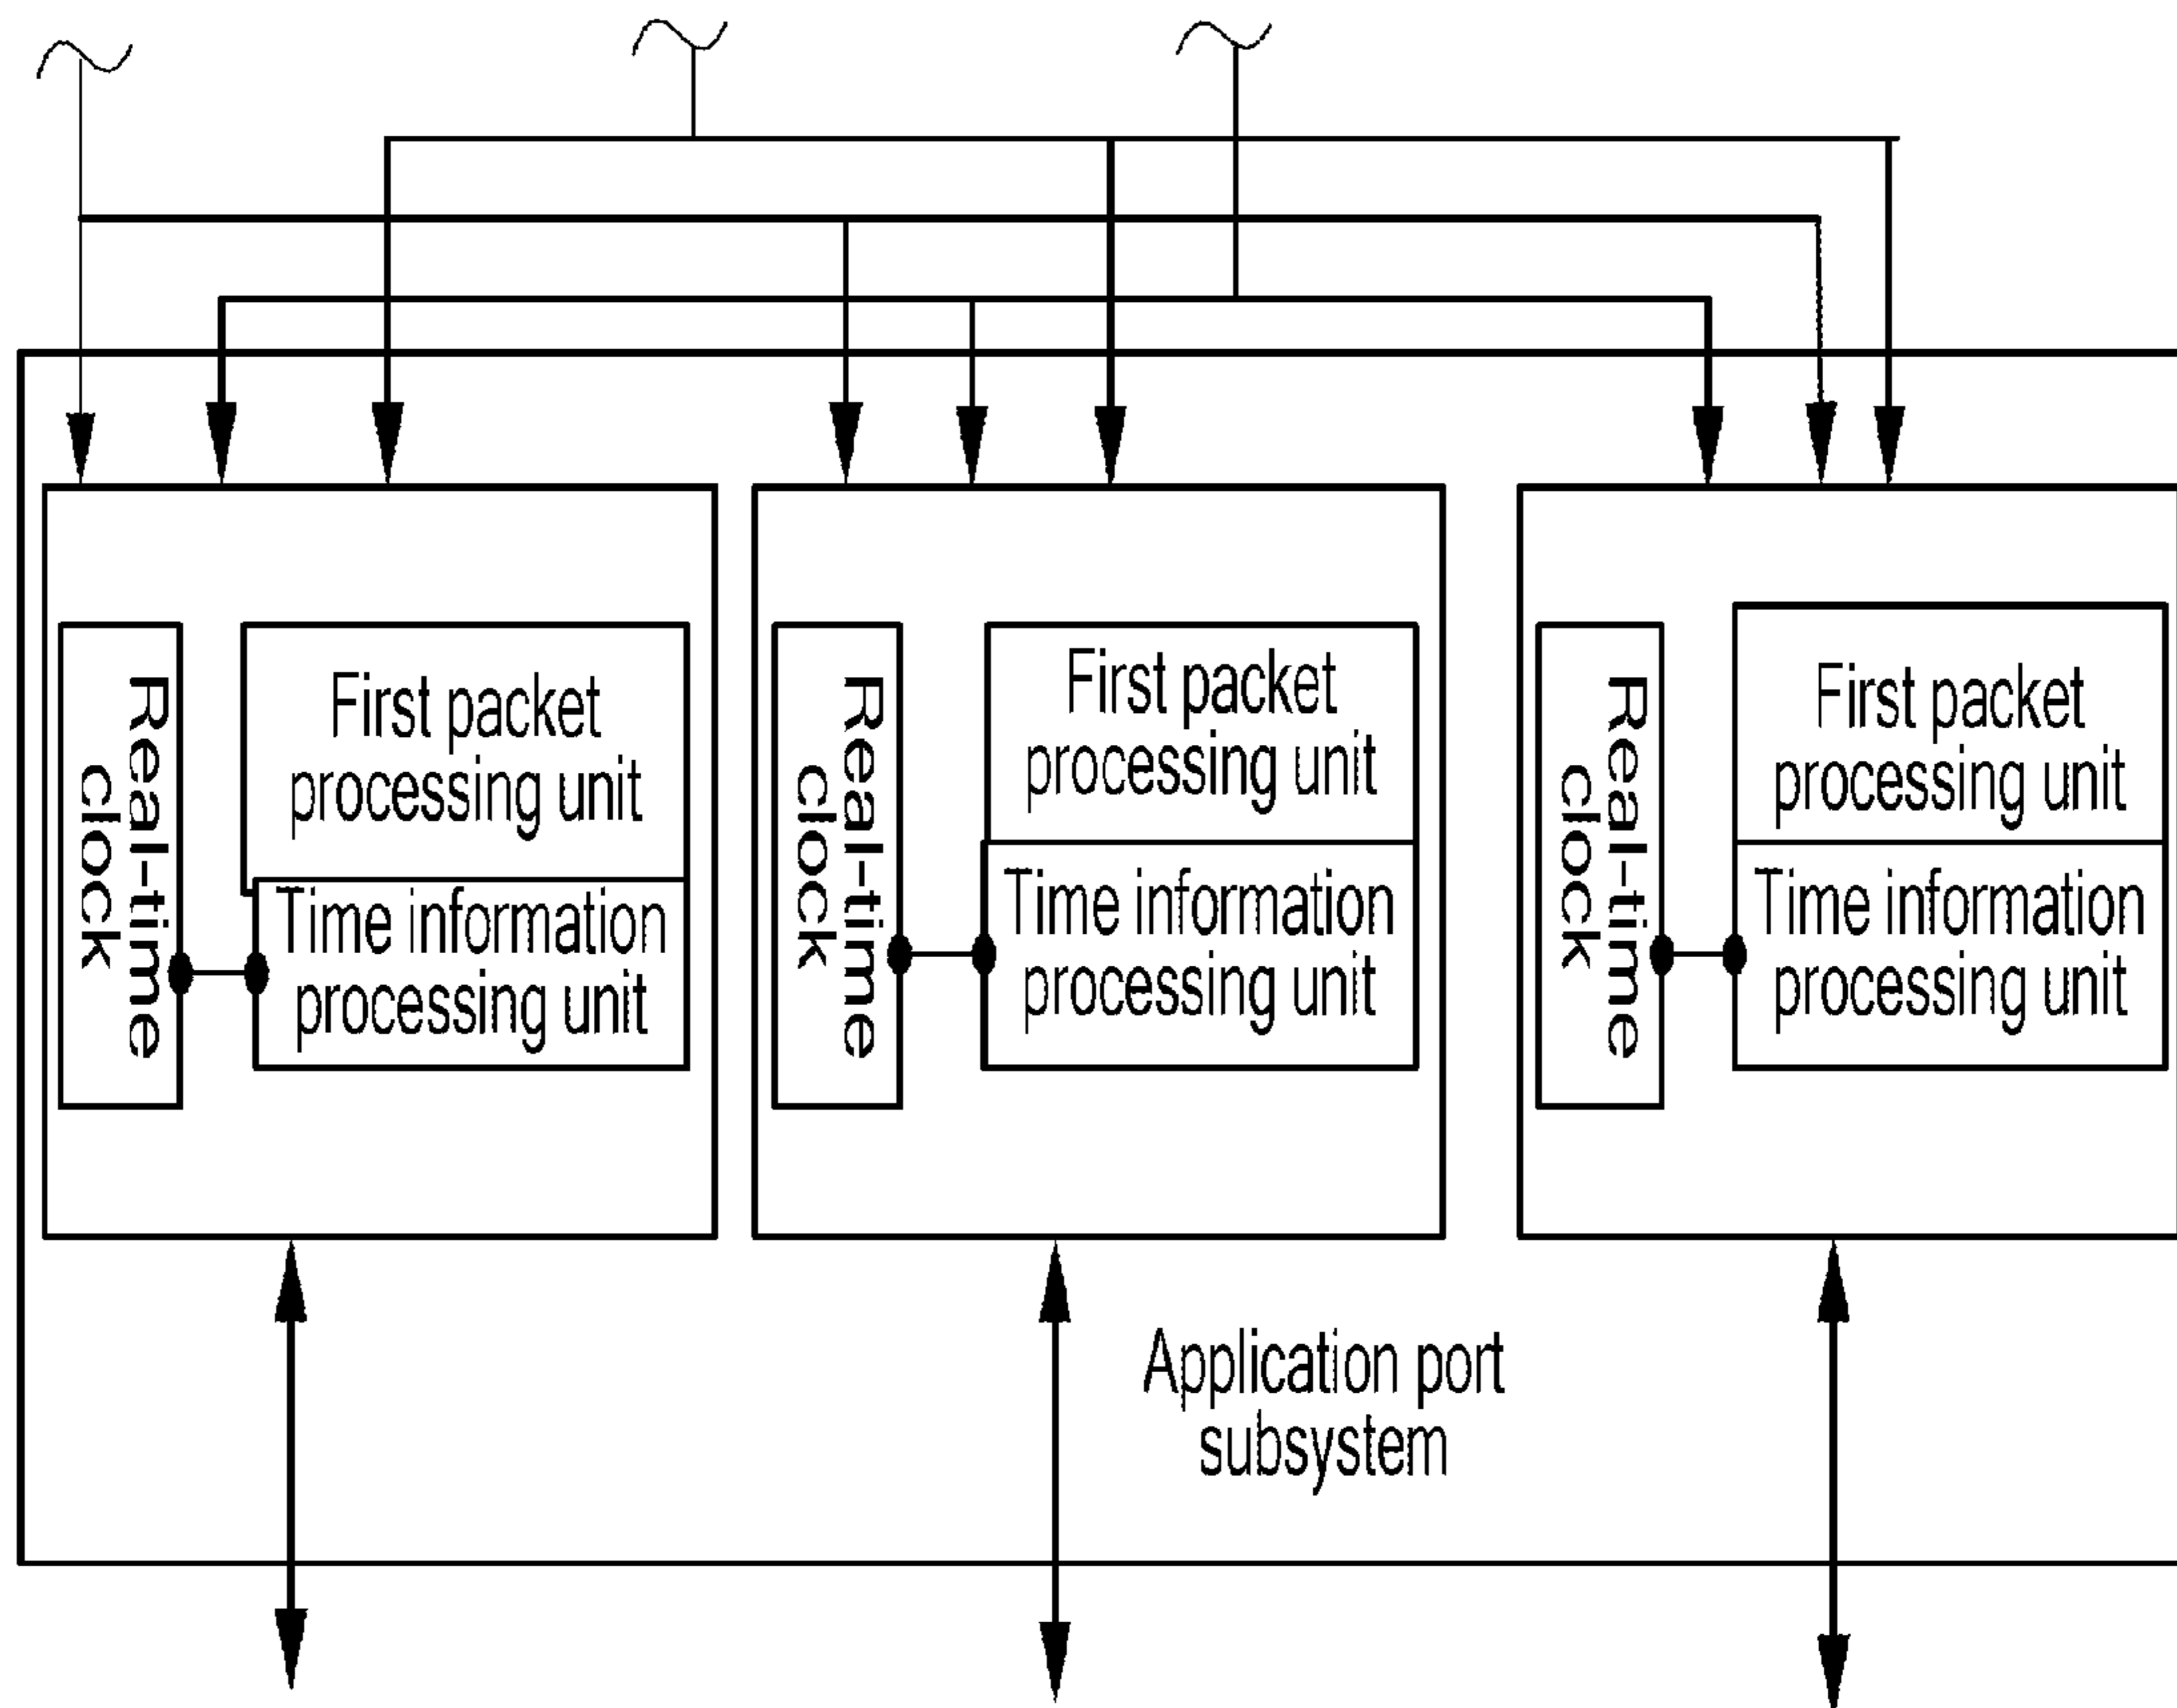 Real-time
clock
First packet
processing unit
Time information
processing unit
Real-time
clock
First packet
processing unit
Time information
processing unit
Real-time
clock
First packet
processing unit
Time information
processing unit
Application port
subsystem